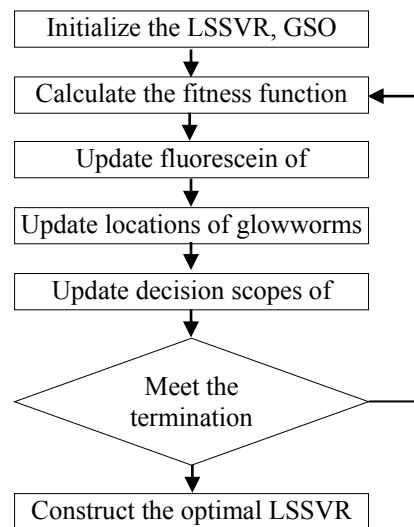 Initialize the LSSVR, GSO
Calculate the fitness function
Update fluorescein of
Update locations of glowworms
Update decision scopes of
Meet the
termination
Construct the optimal LSSVR